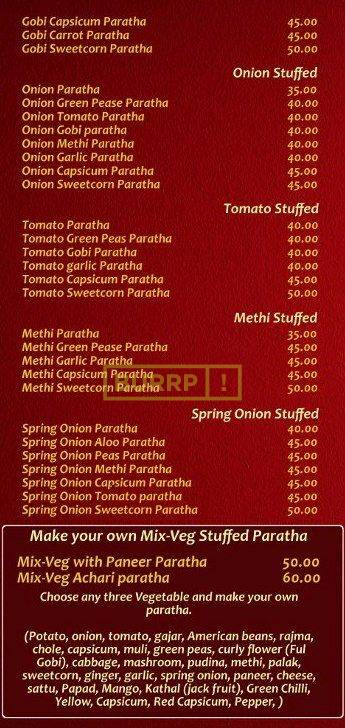 Gobi Capsicum Paratha 45.00
Gobi Carrot Paratha 45.00
Gobi Sweetcorn Paratha 50.00
Onion Stuffed
Onion Paratha 35.00
Onion Green Pease Paratha 40.00
Onion Tomato Paratha 40.00
Onion Gobi paratha 40.00
Onion Methi Paratha 40.00
Onion Garlic Paratha 40.00
Onion Capsicum Paratha 45.00
Onion Sweetcorn Paratha 45.00
Tomato Stuffed
Tomato Paratha 40.00
Tomato Green Peas Paratha 40.00
Tomato Gobi Paratha 40.00
Tomato garlic Paratha 40.00
Tomato Capsicum Paratha 45.00
Tomato Sweetcorn Paratha 50.00
Methi Stuffed
Methi Paratha 35.00
Methi Green Pease Paratha 45.00
Methi Garlic Paratha 45.00
Methi Capsicum Paratha 45.00
Methi Sweetcorn Paratha 50.00
BURRP !
Spring Onion Stuffed
Spring Onion Paratha 40.00
Spring Onion Aloo Paratha 45.00
Spring Onion Peas Paratha 45.00
Spring Onion Methi Paratha 45.00
Spring Onion Capsicum Paratha 45.00
Spring Onion Tomato paratha 45.00
Spring Onion Sweetcorn Paratha 50.00
Make your own Mix-Veg Stuffed Paratha
Mix-Veg with Paneer Paratha 50.00
Mix-Veg Achari paratha 60.00
Choose any three Vegetable and make your own
paratha.
(Potato, onion, tomato, gajar, American beans, rajma,
chole, capsicum, muli, green peas, curly flower (Ful
Gobi), cabbage, mashroom, pudina, methi, palak,
sweetcorn, ginger, garlic, spring onion, paneer, cheese,
sattu, Papad, Mango, Kathal (jack fruit), Green Chilli,
Yellow, Capsicum, Red Capsicum, Pepper, )